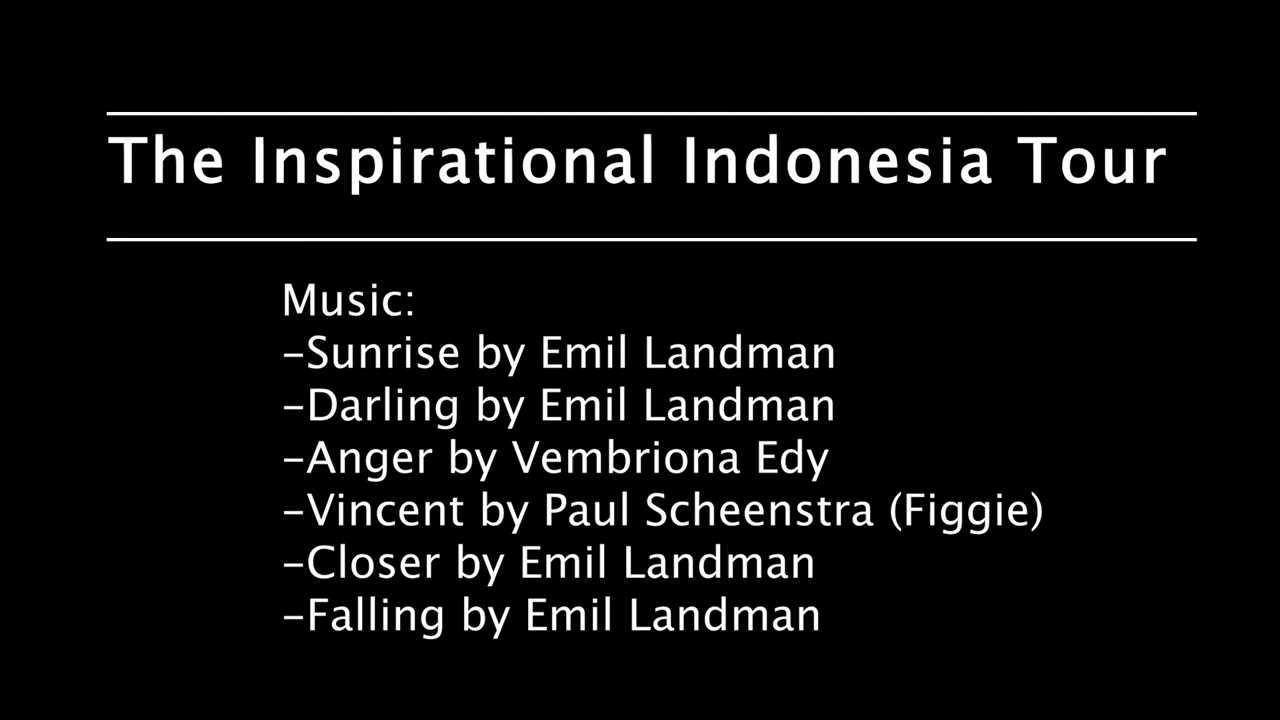 The Inspirational Indonesia Tour
Music:
-Sunrise by Emil Landman
-Darling by Emil Landman
-Anger by Vembriona Edy
-Vincent by Paul Scheenstra (Figgie)
-Closer by Emil Landman
-Falling by Emil Landman